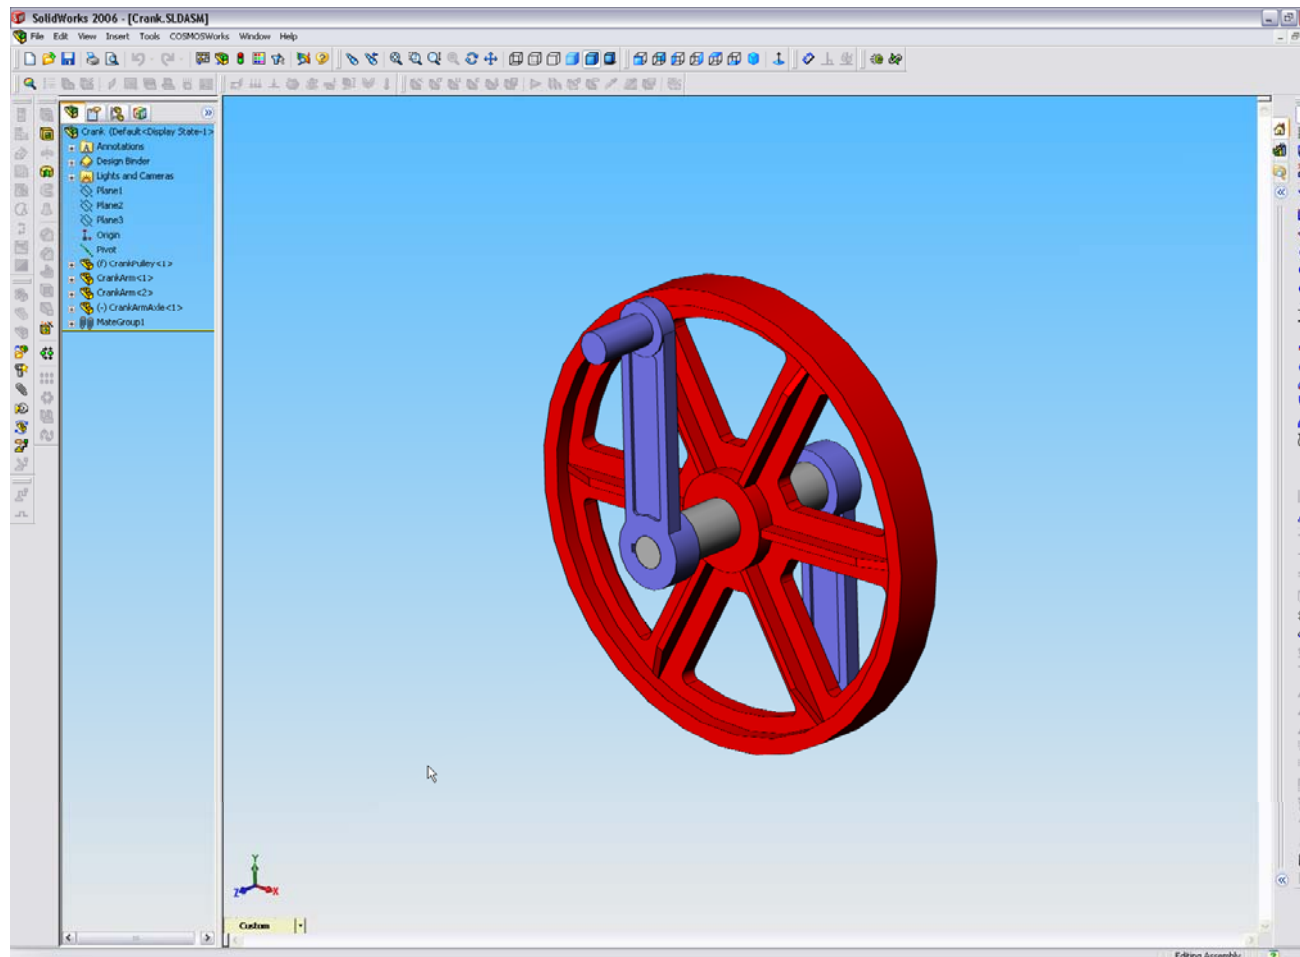 SolidWorks 2006 - [Crank.SLDASM]
File Edit View Insert Tools COSMOSWorks Window Help
Crank (Default<Display State-1>
Annotations
Design Binder
Lights and Cameras
Plane1
Plane2
Plane3
Origin
Pivot
(f) CrankPulley<1>
CrankArm<1>
CrankArm<2>
(-) CrankArmAxle<1>
MateGroup1
Y
Z X
Custom
Editing Assembly